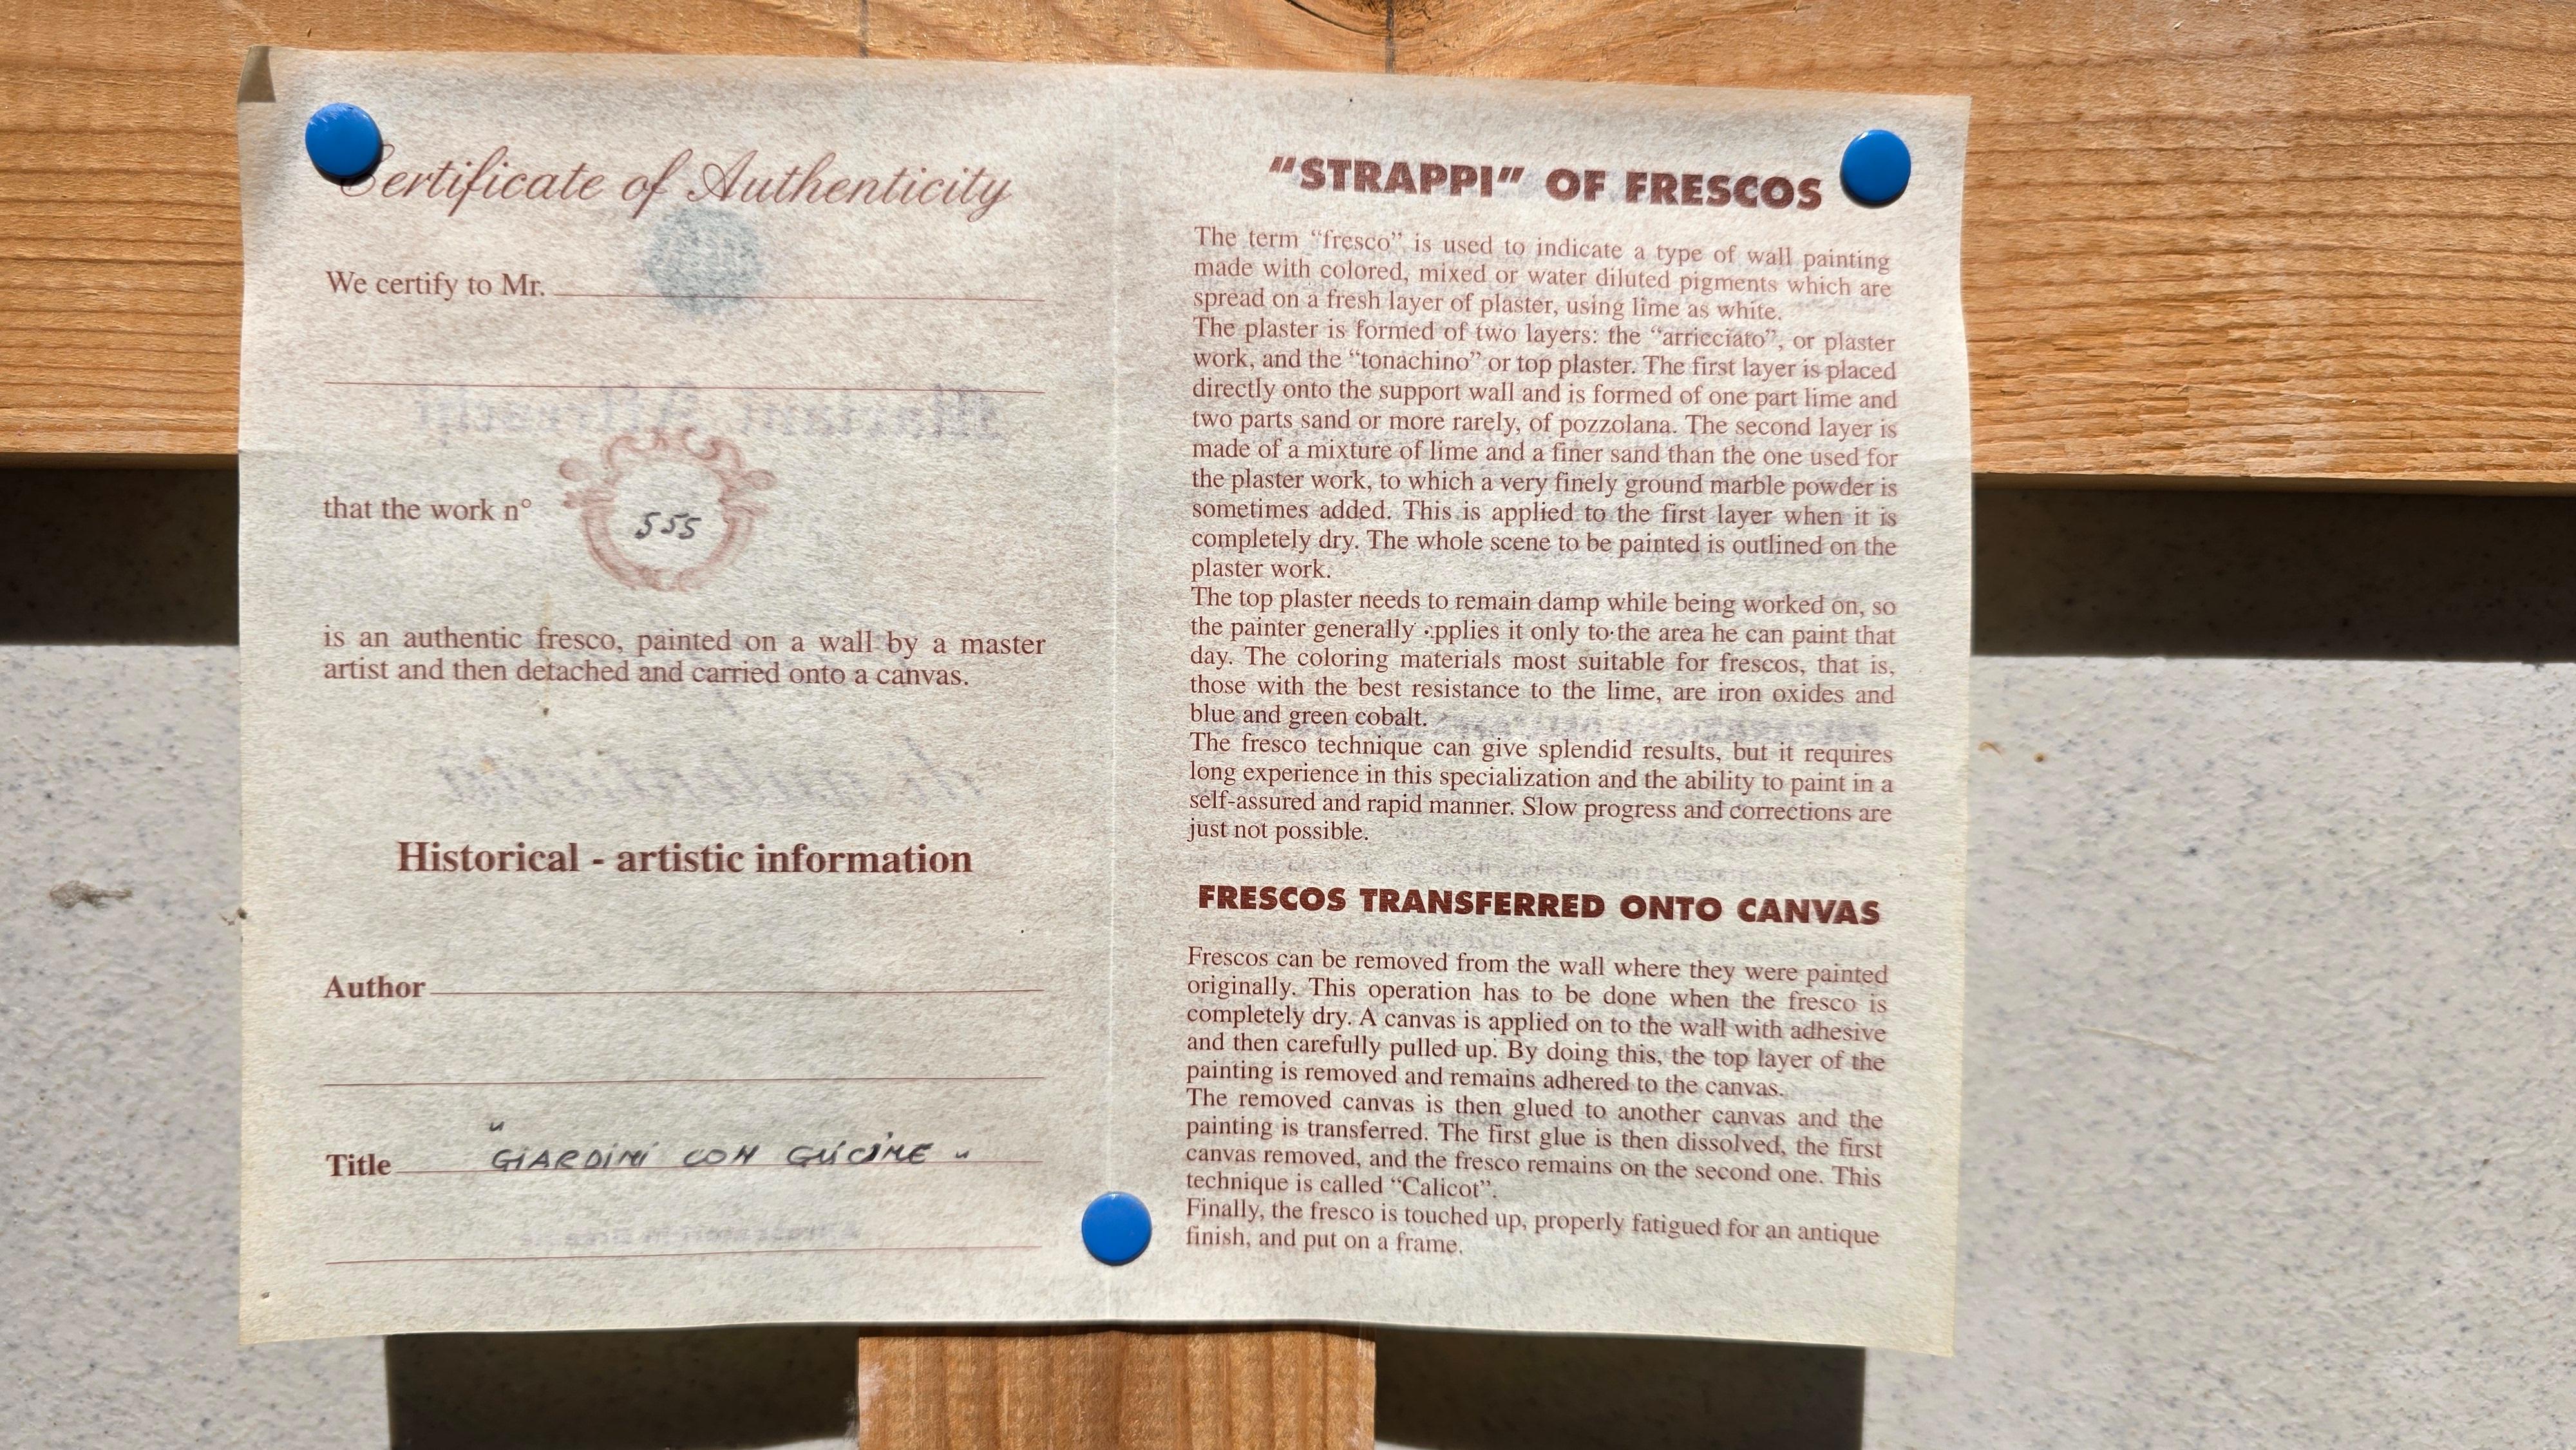 Certificate of Authenticity
We certify to Mr.
that the work n°
555
is an authentic fresco, painted on a wall by a master
artist and then detached and carried onto a canvas.
Historical - artistic information
Author
Title "GIARDINI CON GLICINE"
"STRAPPI" OF FRESCOS
The term "fresco" is used to indicate a type of wall painting
made with colored, mixed or water diluted pigments which are
spread on a fresh layer of plaster, using lime as white.
The plaster is formed of two layers: the "arricciato", or plaster
work, and the "tonachino" or top plaster. The first layer is placed
directly onto the support wall and is formed of one part lime and
two parts sand or more rarely, of pozzolana. The second layer is
made of a mixture of lime and a finer sand than the one used for
the plaster work, to which a very finely ground marble powder is
sometimes added. This is applied to the first layer when it is
completely dry. The whole scene to be painted is outlined on the
plaster work.
The top plaster needs to remain damp while being worked on, so
the painter generally applies it only to the area he can paint that
day. The coloring materials most suitable for frescos, that is,
those with the best resistance to the lime, are iron oxides and
blue and green cobalt.
The fresco technique can give splendid results, but it requires
long experience in this specialization and the ability to paint in a
self-assured and rapid manner. Slow progress and corrections are
just not possible.
FRESCOS TRANSFERRED ONTO CANVAS
Frescos can be removed from the wall where they were painted
originally. This operation has to be done when the fresco is
completely dry. A canvas is applied on to the wall with adhesive
and then carefully pulled up. By doing this, the top layer of the
painting is removed and remains adhered to the canvas.
The removed canvas is then glued to another canvas and the
painting is transferred. The first glue is then dissolved, the first
canvas removed, and the fresco remains on the second one. This
technique is called "Calicot".
Finally, the fresco is touched up, properly fatigued for an antique
finish, and put on a frame.